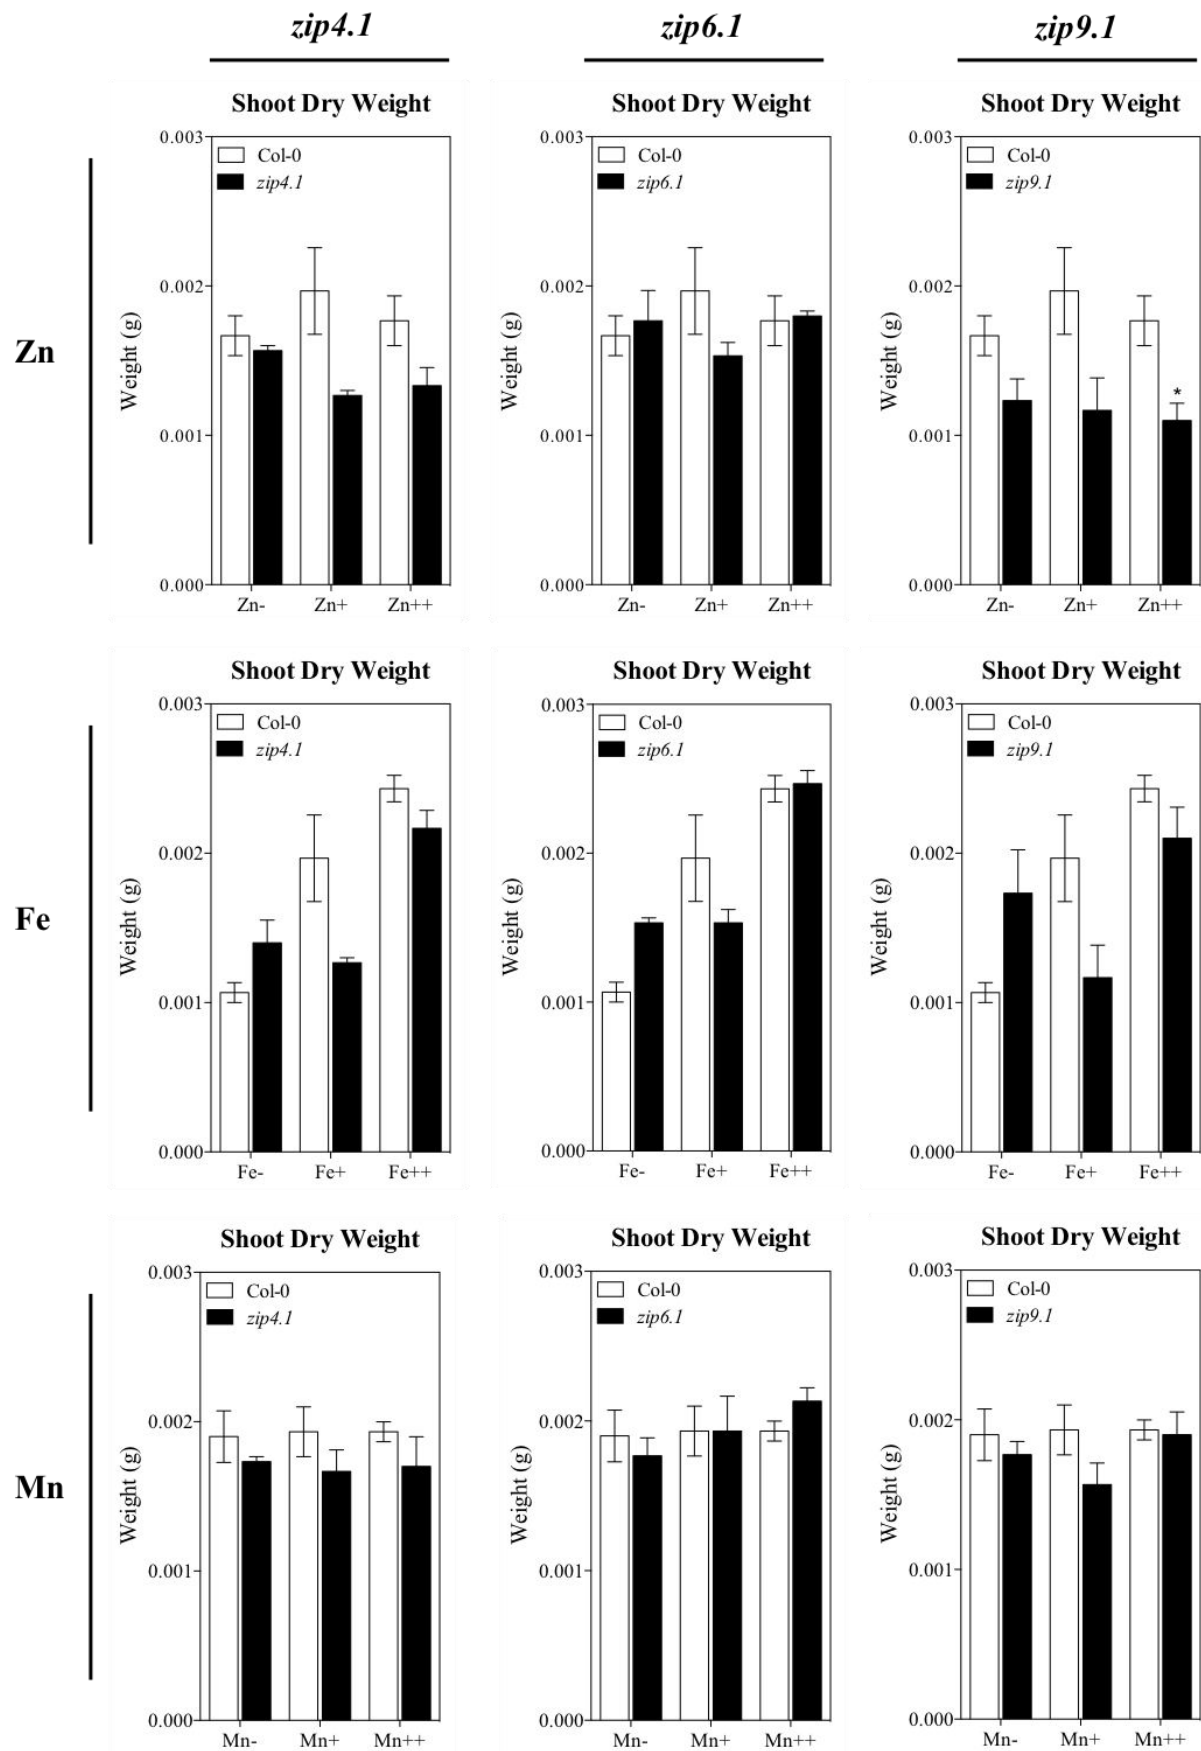 zip4.1 zip6.1 zip9.1
Zn
Shoot Dry Weight
Col-0
zip4.1
Weight (g)
0.003
0.002
0.001
0.000
Zn- Zn+ Zn++
Shoot Dry Weight
Col-0
zip6.1
Weight (g)
0.003
0.002
0.001
0.000
Zn- Zn+ Zn++
Shoot Dry Weight
Col-0
zip9.1
Weight (g)
0.003
0.002
0.001
0.000
*
Zn- Zn+ Zn++
Fe
Shoot Dry Weight
Col-0
zip4.1
Weight (g)
0.003
0.002
0.001
0.000
Fe- Fe+ Fe++
Shoot Dry Weight
Col-0
zip6.1
Weight (g)
0.003
0.002
0.001
0.000
Fe- Fe+ Fe++
Shoot Dry Weight
Col-0
zip9.1
Weight (g)
0.003
0.002
0.001
0.000
Fe- Fe+ Fe++
Mn
Shoot Dry Weight
Col-0
zip4.1
Weight (g)
0.003
0.002
0.001
0.000
Mn- Mn+ Mn++
Shoot Dry Weight
Col-0
zip6.1
Weight (g)
0.003
0.002
0.001
0.000
Mn- Mn+ Mn++
Shoot Dry Weight
Col-0
zip9.1
Weight (g)
0.003
0.002
0.001
0.000
Mn- Mn+ Mn++